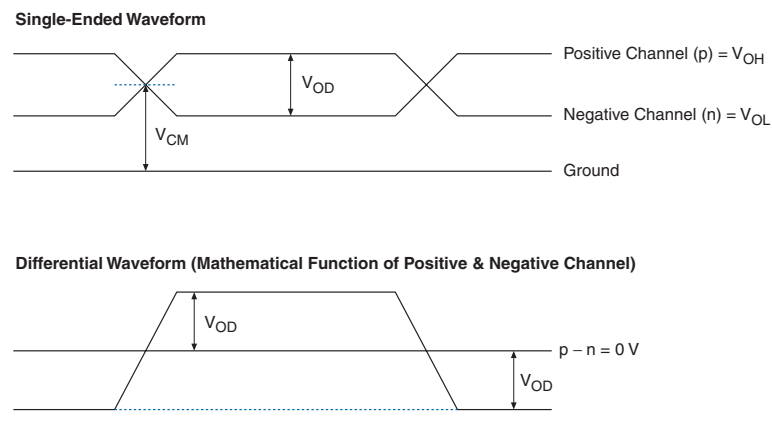 Single-Ended Waveform
Positive Channel (p) = VOH
VOD
Negative Channel (n) = VOL
VCM
Ground
Differential Waveform (Mathematical Function of Positive & Negative Channel)
VOD
p – n = 0 V
VOD